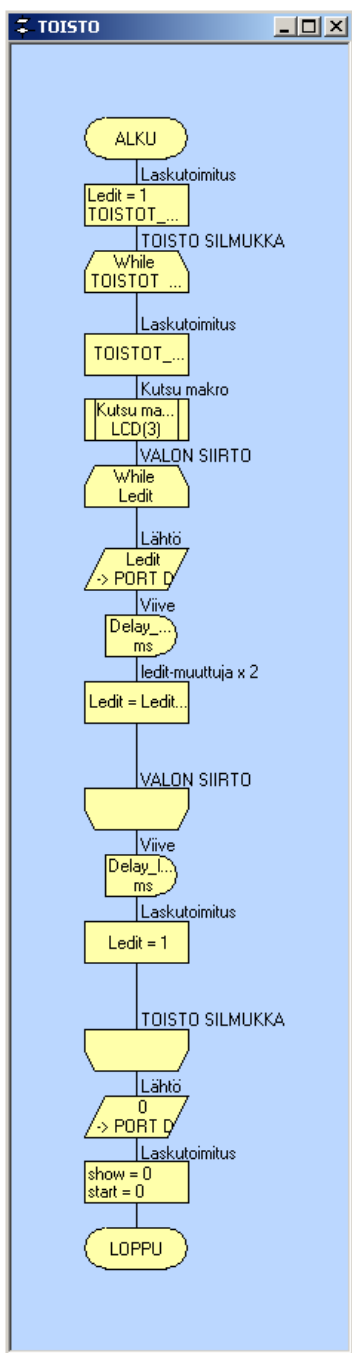 TOISTO
ALKU
Laskutoimitus
Ledit = 1
TOISTOT_...
TOISTO SILMUKKA
While
TOISTOT ...
Laskutoimitus
TOISTOT_...
Kutsu makro
Kutsu ma...
LCD(3)
VALON SIIRTO
While
Ledit
Lähtö
Ledit
-> PORT D
Viive
Delay_...
ms
ledit-muuttuja x 2
Ledit = Ledit...
VALON SIIRTO
Viive
Delay_l...
ms
Laskutoimitus
Ledit = 1
TOISTO SILMUKKA
Lähtö
0
-> PORT D
Laskutoimitus
show = 0
start = 0
LOPPU